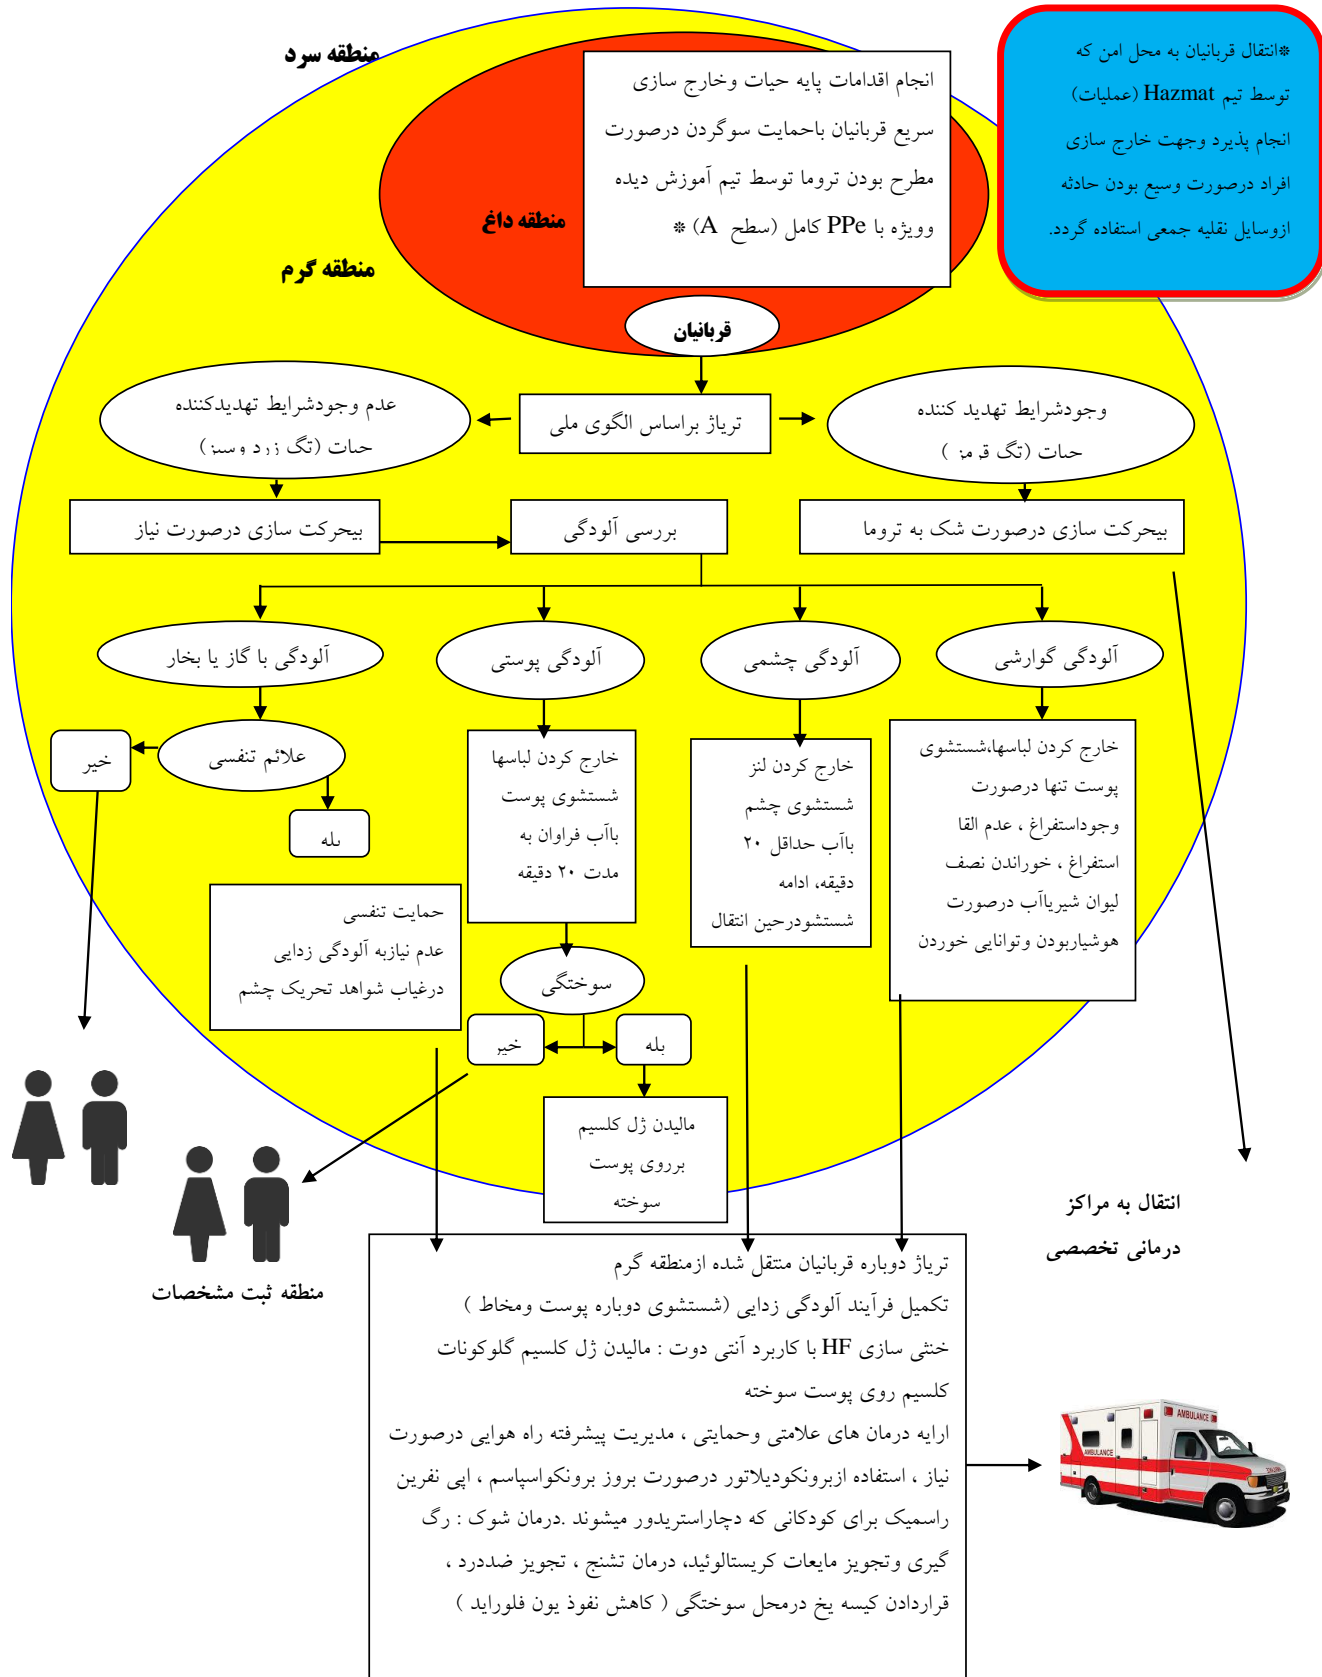 منطقه سرد
*انتقال قربانیان به محل امن که
توسط تیم Hazmat (عملیات)
انجام پذیرد وجهت خارج سازی
افراد درصورت وسیع بودن حادثه
ازوسایل نقلیه جمعی استفاده گردد.
انجام اقدامات پایه حیات وخارج سازی
سریع قربانیان باحمایت سوگردن درصورت
مطرح بودن تروما توسط تیم آموزش دیده
وویژه با PPe کامل (سطح A) *
منطقه داغ
منطقه گرم
قربانیان
تریاژ براساس الگوی ملی
وجودشرایط تهدید کننده
حیات (تگ قرمز )
عدم وجودشرایط تهدیدکننده
حیات (تگ زرد وسبز)
بیحرکت سازی درصورت شک به تروما
بررسی آلودگی
بیحرکت سازی درصورت نیاز
آلودگی گوارشی
آلودگی چشمی
آلودگی پوستی
آلودگی با گاز یا بخار
خارج کردن لباسها،شستشوی
پوست تنها درصورت
وجوداستفراغ ، عدم القا
استفراغ ، خوراندن نصف
لیوان شیریاآب درصورت
هوشیاربودن وتوانایی خوردن
خارج کردن لنز
شستشوی چشم
باآب حداقل ۲۰
دقیقه، ادامه
شستشودرحین انتقال
خارج کردن لباسها
شستشوی پوست
باآب فراوان به
مدت ۲۰ دقیقه
علائم تنفسی
خیر
بله
حمایت تنفسی
عدم نیازبه آلودگی زدایی
درغیاب شواهد تحریک چشم
سوختگی
بله
خیر
مالیدن ژل کلسیم
برروی پوست
سوخته
انتقال به مراکز
درمانی تخصصی
منطقه ثبت مشخصات
تریاژ دوباره قربانیان منتقل شده ازمنطقه گرم
تکمیل فرآیند آلودگی زدایی (شستشوی دوباره پوست ومخاط )
خنثی سازی HF با کاربرد آنتی دوت : مالیدن ژل کلسیم گلوکونات
کلسیم روی پوست سوخته
ارایه درمان های علامتی وحمایتی ، مدیریت پیشرفته راه هوایی درصورت
نیاز ، استفاده ازبرونکودیلاتور درصورت بروز برونکواسپاسم ، اپی نفرین
راسمیک برای کودکانی که دچاراستریدور میشوند .درمان شوک : رگ
گیری وتجویز مایعات کریستالوئید، درمان تشنج ، تجویز ضددرد ،
قراردادن کیسه یخ درمحل سوختگی ( کاهش نفوذ یون فلوراید )
AMBULANCE
AMBULANCE